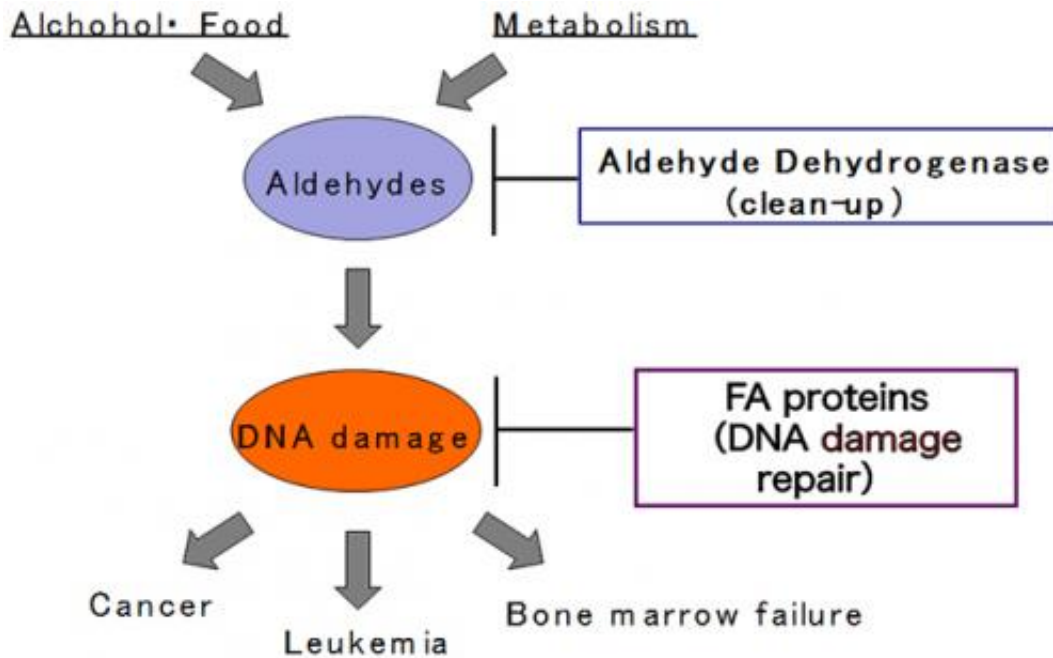 Alchohol・Food
Metabolism
Aldehydes
Aldehyde Dehydrogenase
(clean-up)
DNA damage
FA proteins
(DNA damage
repair)
Cancer
Leukemia
Bone marrow failure